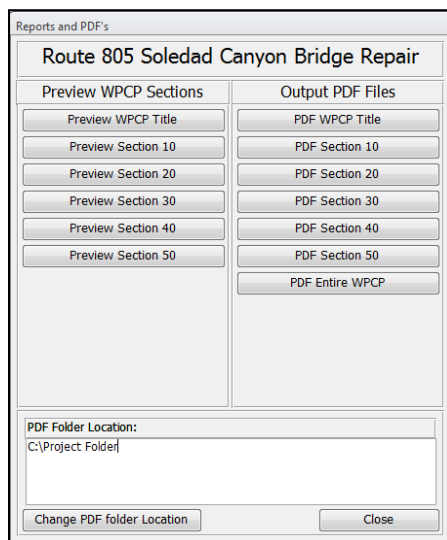 Reports and PDF's
Route 805 Soledad Canyon Bridge Repair
Preview WPCP Sections
Output PDF Files
Preview WPCP Title
PDF WPCP Title
Preview Section 10
PDF Section 10
Preview Section 20
PDF Section 20
Preview Section 30
PDF Section 30
Preview Section 40
PDF Section 40
Preview Section 50
PDF Section 50
PDF Entire WPCP
PDF Folder Location:
C:\Project Folder
Change PDF folder Location
Close